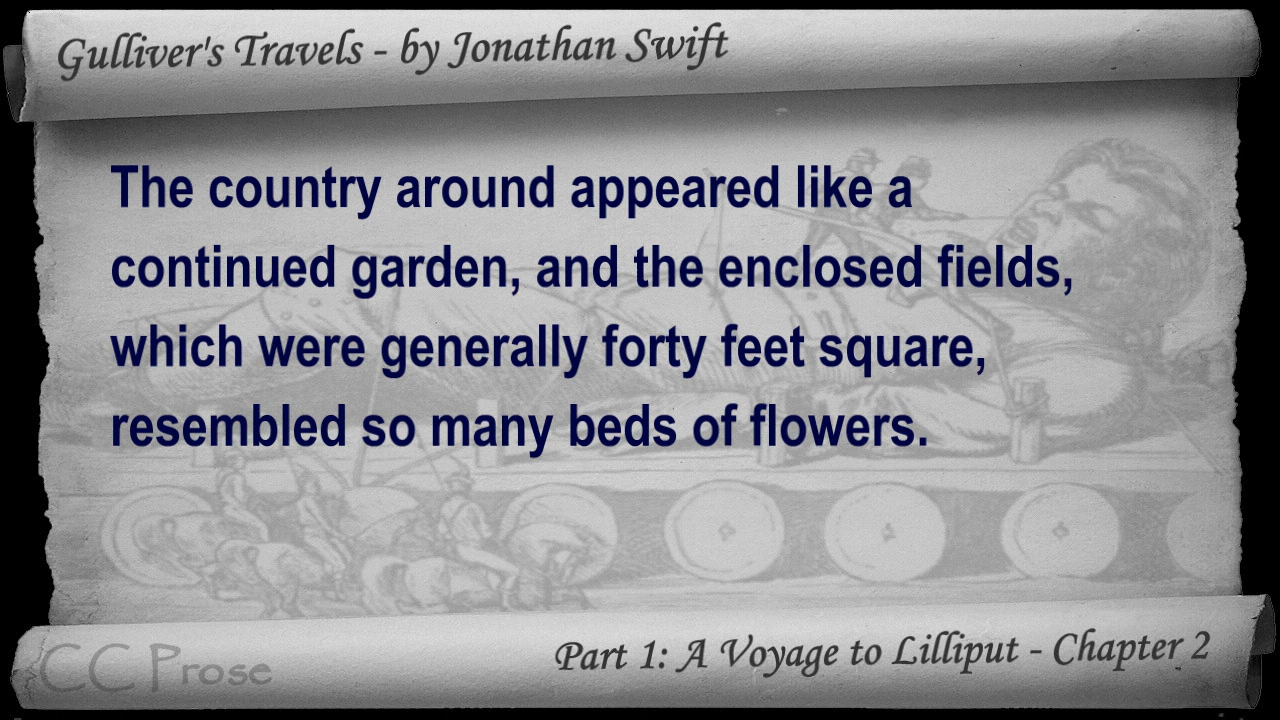 Gulliver's Travels - by Jonathan Swift
The country around appeared like a
continued garden, and the enclosed fields,
which were generally forty feet square,
resembled so many beds of flowers.
Part 1: A Voyage to Lilliput - Chapter 2
CC Prose